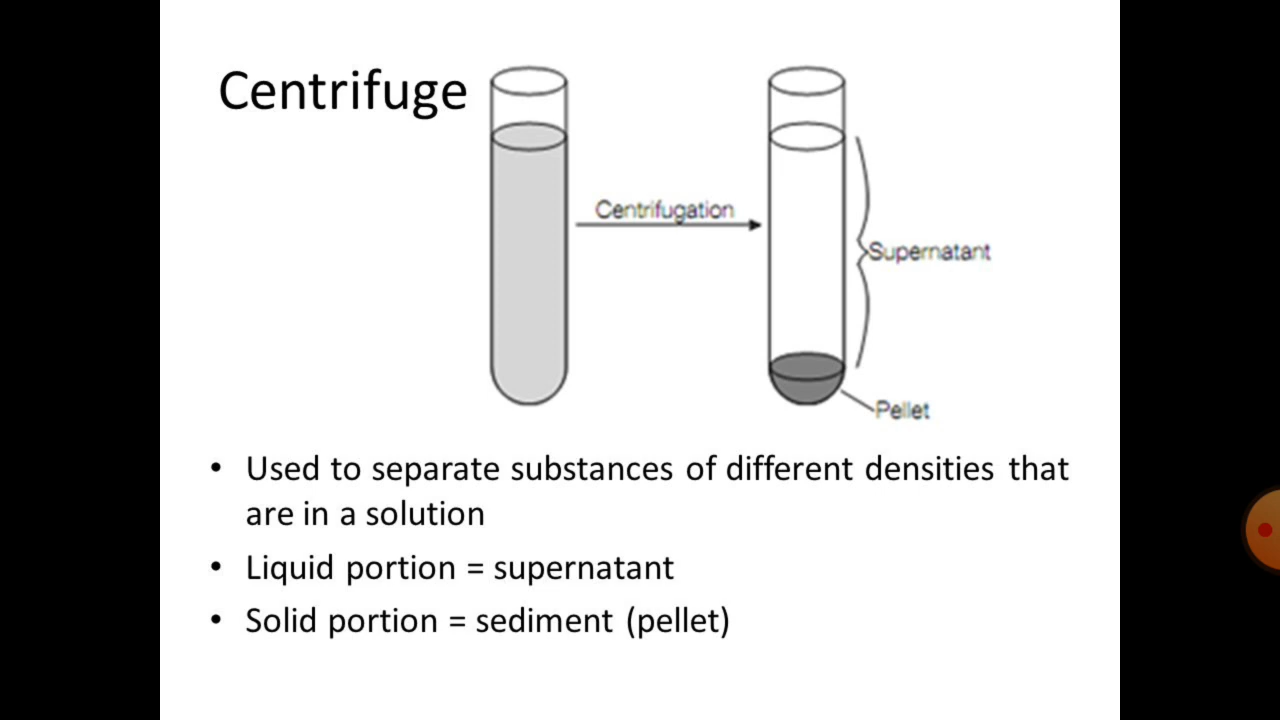 Centrifuge
Centrifugation
Supernatant
Pellet
• Used to separate substances of different densities that
are in a solution
• Liquid portion = supernatant
• Solid portion = sediment (pellet)